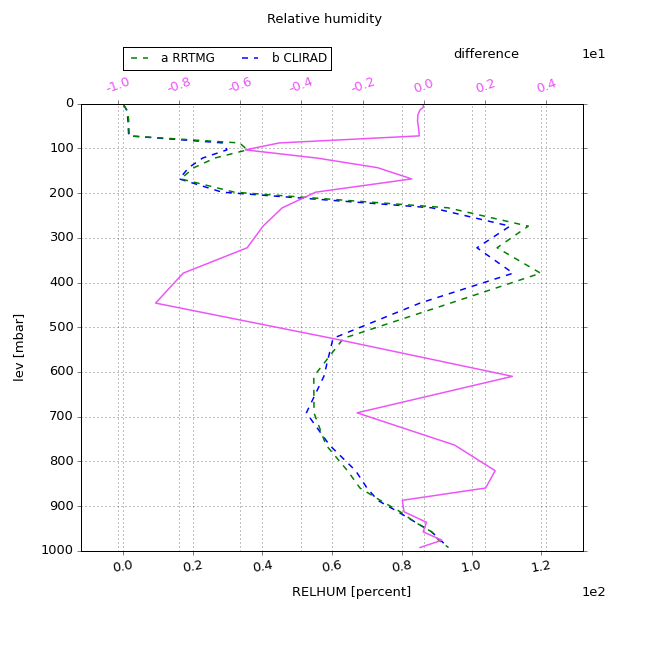 Relative humidity
a RRTMG b CLIRAD
difference 1e1
-1.0 -0.8 -0.6 -0.4 -0.2 0.0 0.2 0.4
0
100
200
300
400
500
600
700
800
900
1000
lev [mbar]
0.0 0.2 0.4 0.6 0.8 1.0 1.2
RELHUM [percent] 1e2